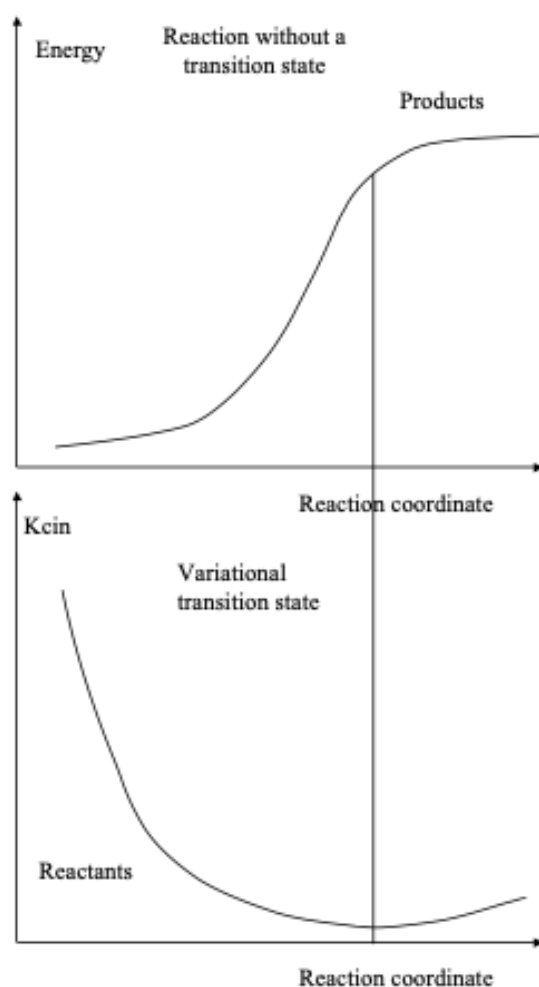 Energy
Reaction without a
transition state
Products
Reaction coordinate
Kcin
Variational
transition state
Reactants
Reaction coordinate